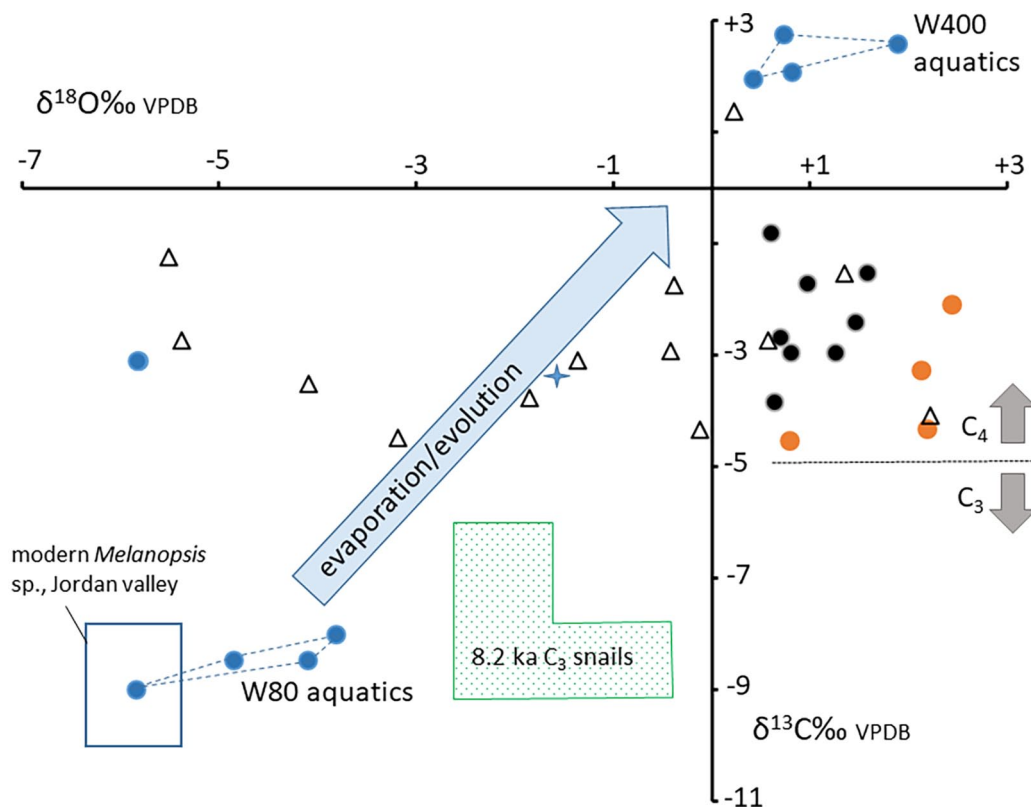 +3
W400
aquatics
δ¹⁸O‰ VPDB
-7
-5
-3
-1
+1
+3
evaporation/evolution
-3
C₄
-5
C₃
modern Melanopsis
sp., Jordan valley
-7
8.2 ka C₃ snails
W80 aquatics
-9
δ¹³C‰ VPDB
-11